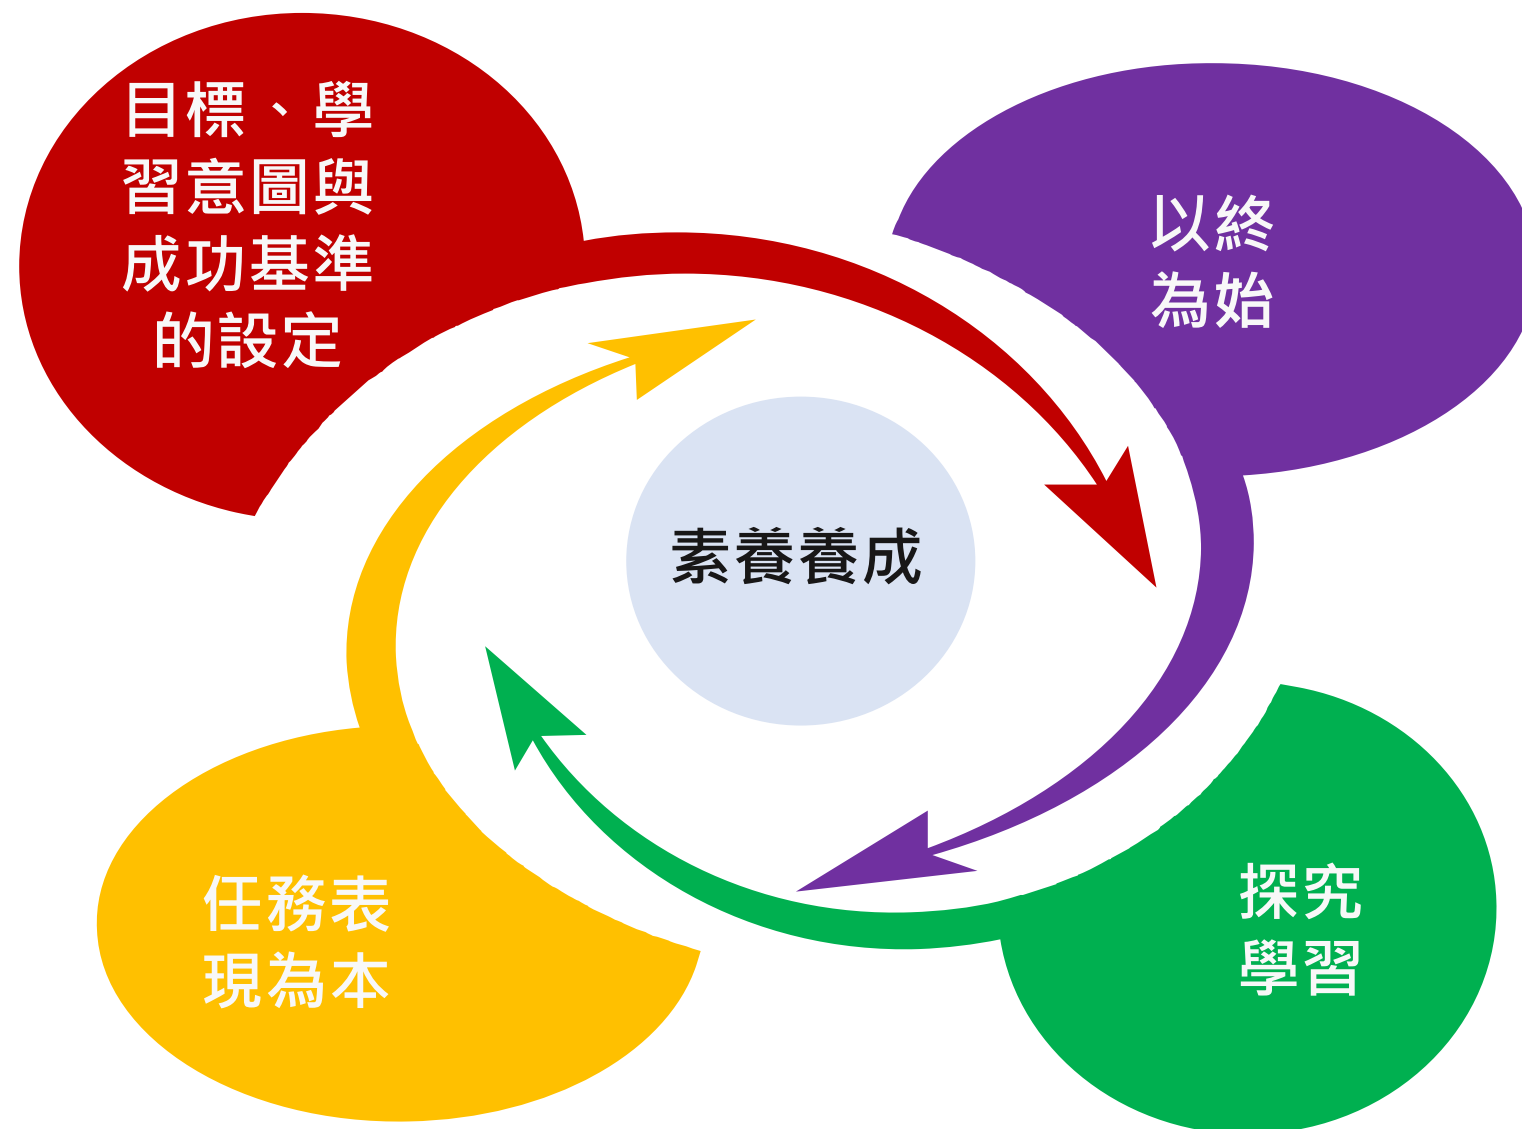 目標、學
習意圖與
成功基準
的設定
以終
為始
素養養成
任務表
現為本
探究
學習